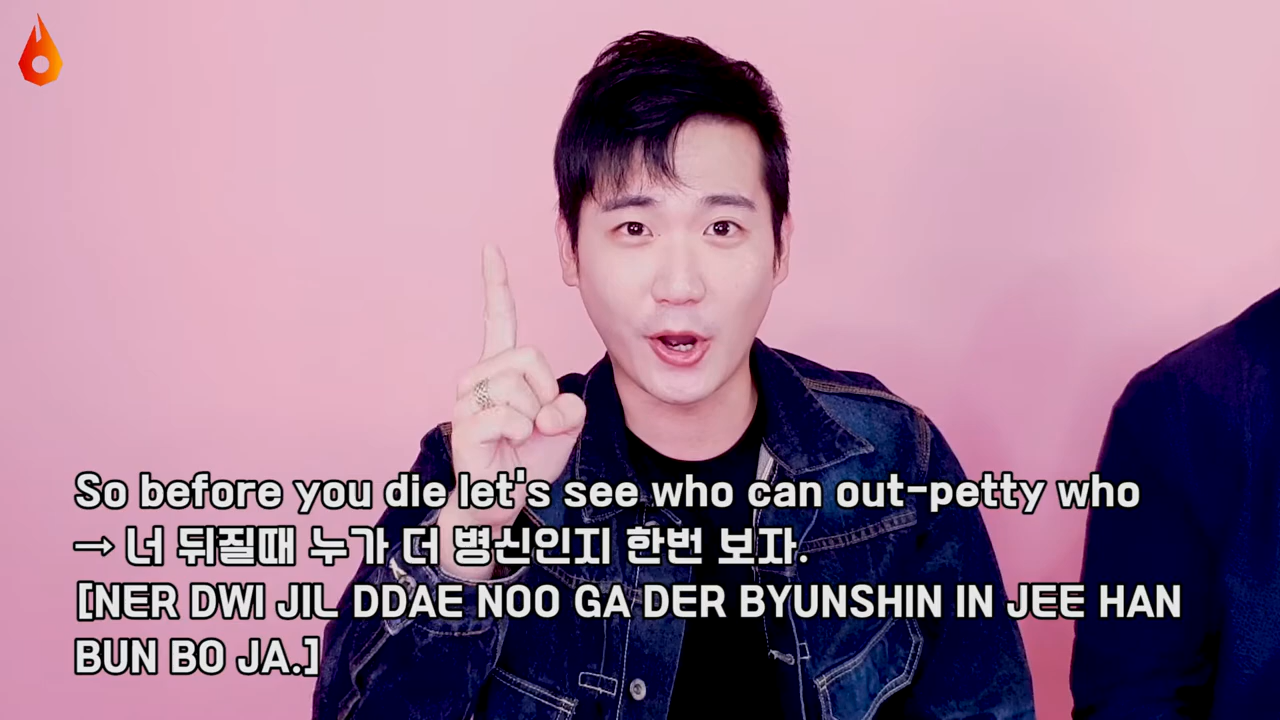 So before you die let's see who can out-petty who
→ 너 뒤질때 누가 더 병신인지 한번 보자.
[NER DWI JIL DDAE NOO GA DER BYUNSHIN IN JEE HAN
BUN BO JA.]